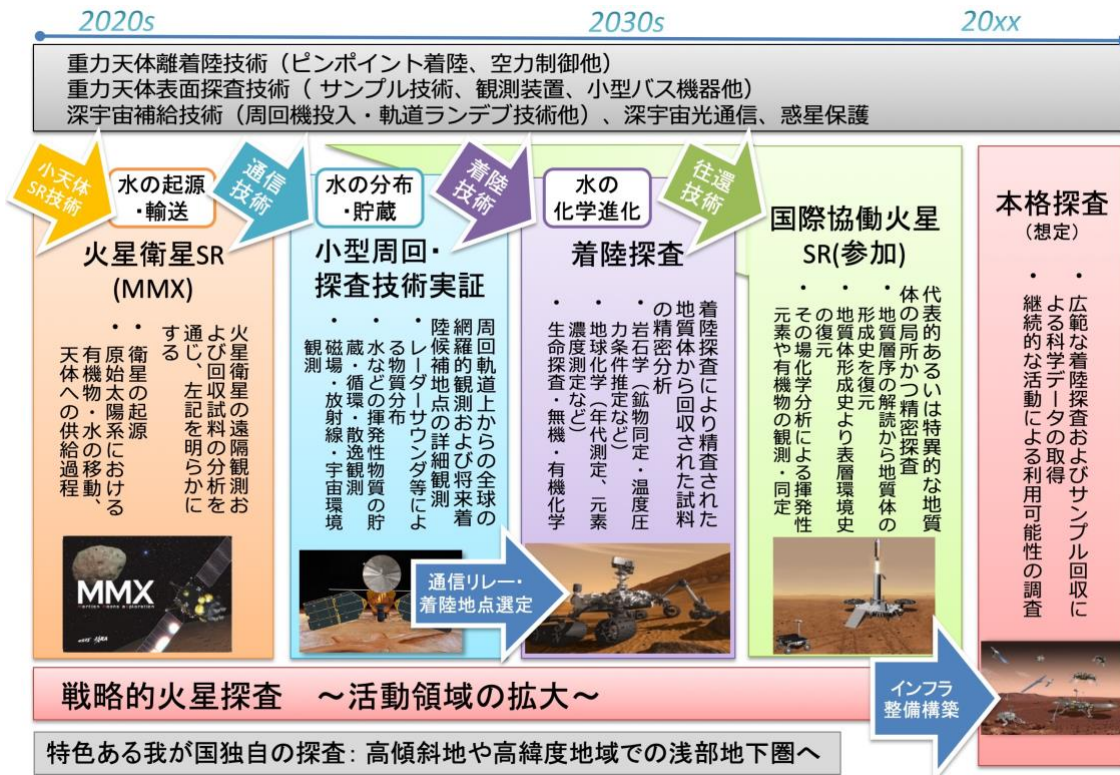 2020s
2030s
20xx
重力天体離着陸技術（ピンポイント着陸、空力制御他）
重力天体表面探査技術（ サンプル技術、観測装置、小型バス機器他）
深宇宙補給技術（周回機投入・軌道ランデブ技術他）、深宇宙光通信、惑星保護
小天体
SR技術
水の起源
・輸送
火星衛星SR
(MMX)
火星衛星の遠隔観測お
よび回収試料の分析を
通じ、左記を明らかに
する
・ 衛星の起源
・ 原始太陽系における
有機物・水の移動、
天体への供給過程
MMX
通信
技術
水の分布
・貯蔵
小型周回・
探査技術実証
周回軌道上からの全球の
網羅的観測および将来着
陸候補地点の詳細観測
・ レーダーサウンダ等によ
る物質分布
・ 水などの揮発性物質の貯
蔵・循環・散逸観測
・ 磁場・放射線・宇宙環境
観測
通信リレー・
着陸地点選定
着陸
技術
水の
化学進化
着陸探査
着陸探査により精査された
地質体から回収された試料
の精密分析
・ 岩石学（鉱物同定・温度圧
力条件推定など）
・ 地球化学（年代測定、元素
濃度測定など）
・ 生命探査・無機・有機化学
往還
技術
国際協働火星
SR(参加)
代表的あるいは特異的な地質
体の局所かつ精密探査
・ 地質層序の解読から地質体の
形成史を復元
・ 地質体形成史より表層環境史
の復元
・ その場化学分析による揮発性
元素や有機物の観測・同定
本格探査
（想定）
・ 広範な着陸探査およびサンプル回収に
よる科学データの取得
・ 継続的な活動による利用可能性の調査
戦略的火星探査　～活動領域の拡大～
インフラ
整備構築
特色ある我が国独自の探査： 高傾斜地や高緯度地域での浅部地下圏へ